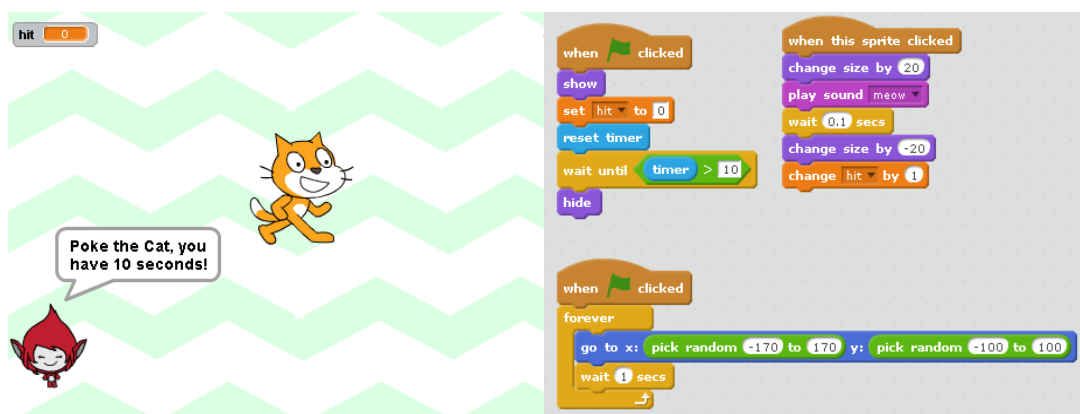 hit 0
Poke the Cat, you
have 10 seconds!
when clicked
show
set hit to 0
reset timer
wait until timer > 10
hide
when this sprite clicked
change size by 20
play sound meow
wait 0.1 secs
change size by -20
change hit by 1
when clicked
forever
go to x: pick random -170 to 170 y: pick random -100 to 100
wait 1 secs